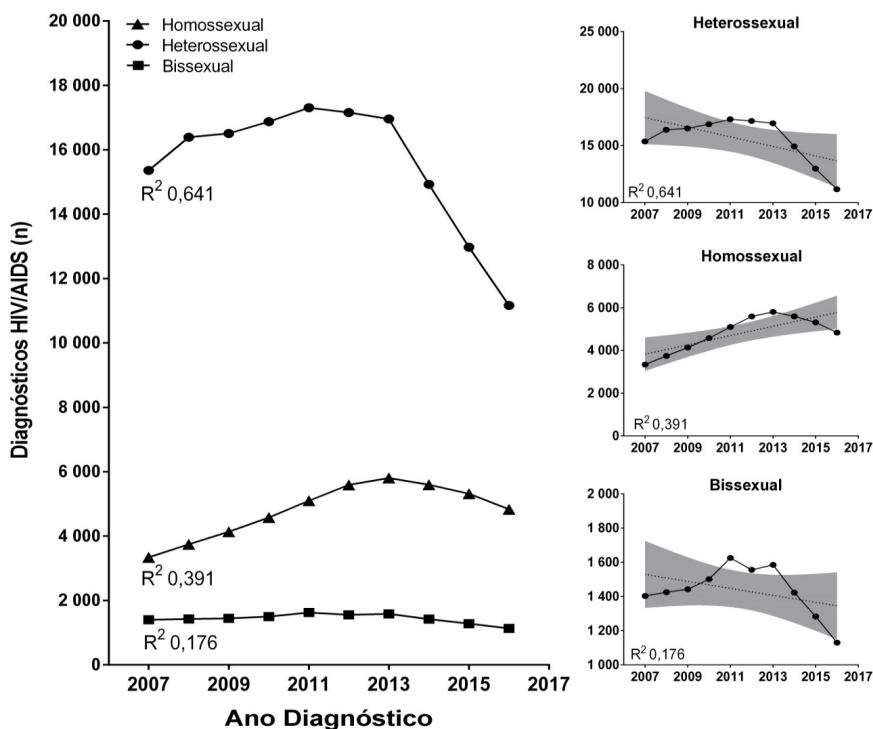 Homossexual
Heterossexual
Bissexual
20 000
18 000
16 000
14 000
12 000
10 000
8 000
6 000
4 000
2 000
0
Diagnósticos HIV/AIDS (n)
R² 0,641
R² 0,391
R² 0,176
2007 2009 2011 2013 2015 2017
Ano Diagnóstico
Heterossexual
25 000
20 000
15 000
10 000
R² 0,641
2007 2009 2011 2013 2015 2017
Homossexual
8 000
6 000
4 000
2 000
0
R² 0,391
2007 2009 2011 2013 2015 2017
Bissexual
2 000
1 800
1 600
1 400
1 200
1 000
R² 0,176
2007 2009 2011 2013 2015 2017